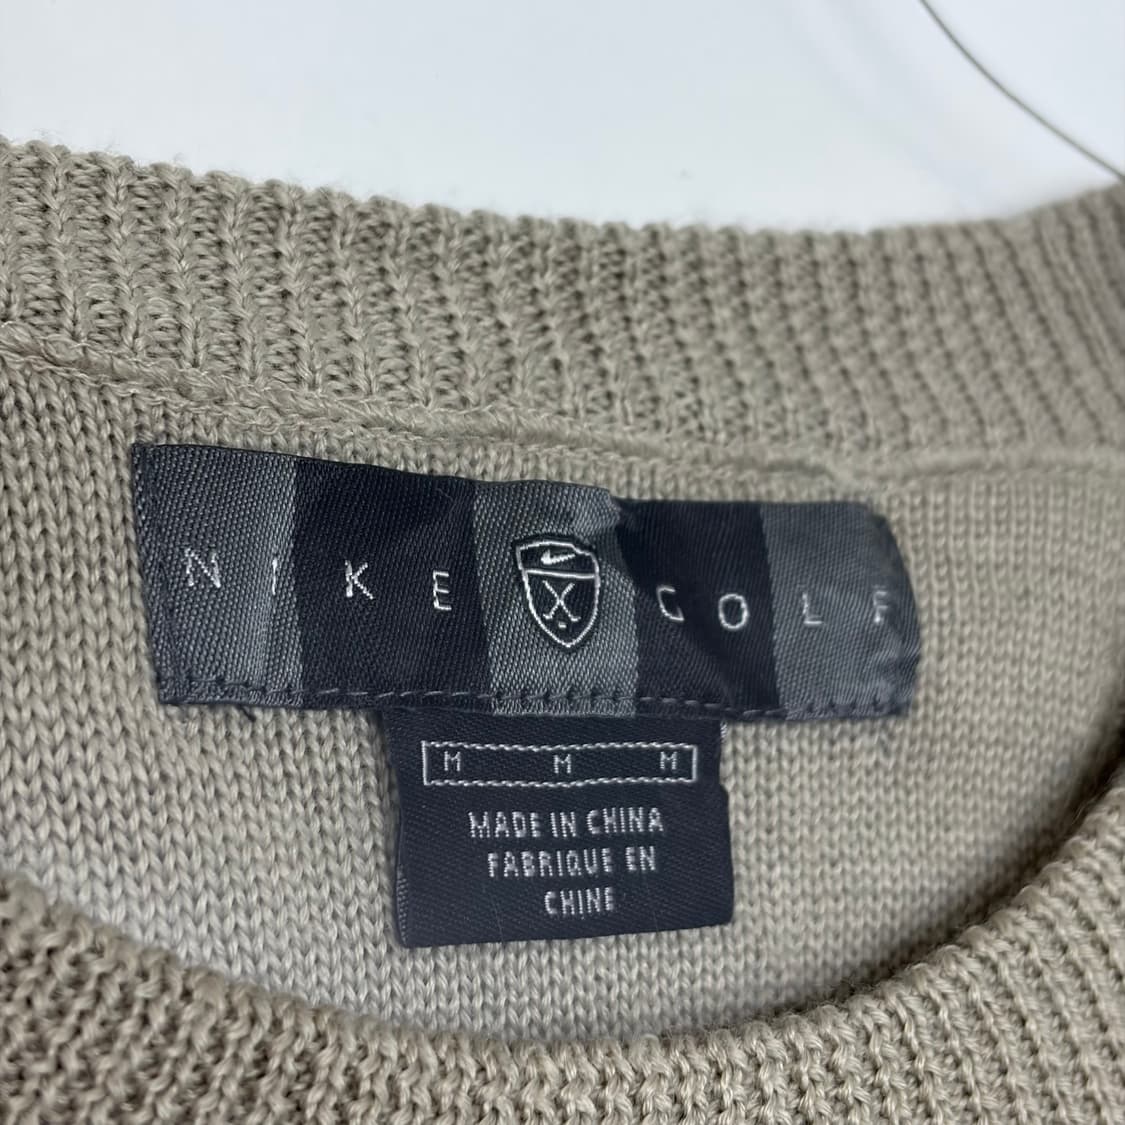 NIKE GOLF
M M M
MADE IN CHINA
FABRIQUE EN
CHINE